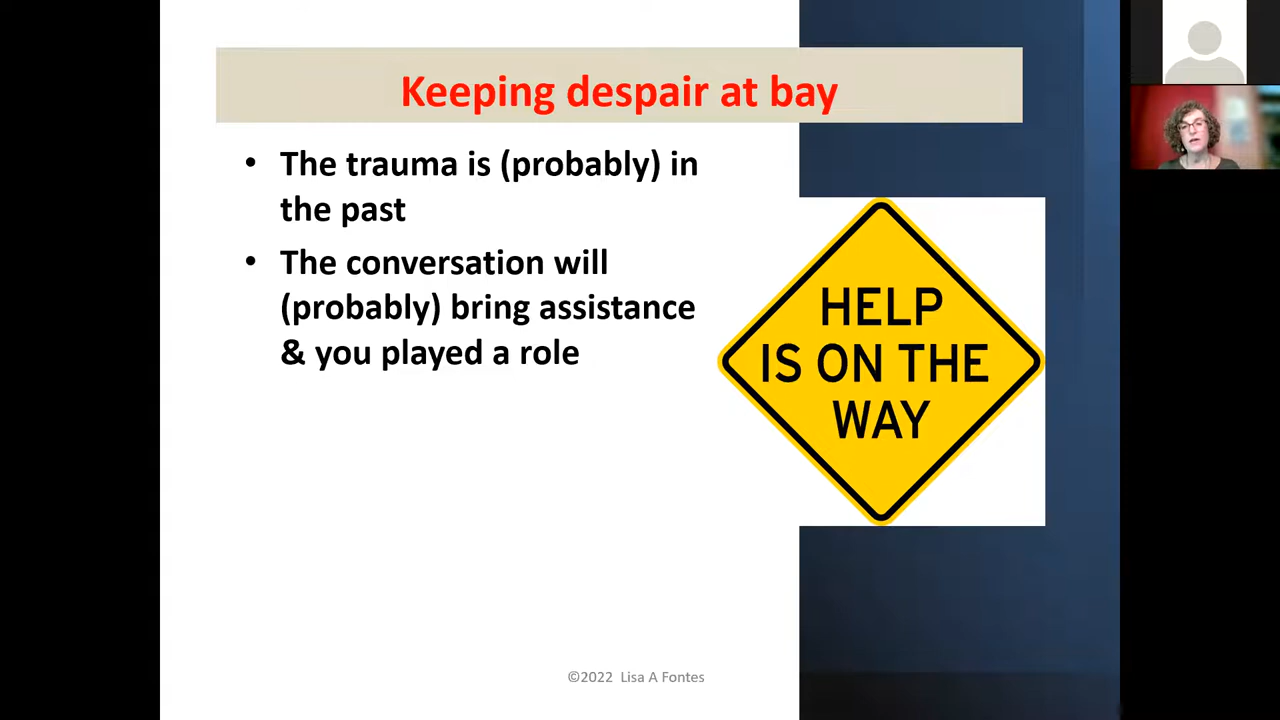 Keeping despair at bay
• The trauma is (probably) in
the past
• The conversation will
(probably) bring assistance
& you played a role
HELP
IS ON THE
WAY
©2022 Lisa A Fontes